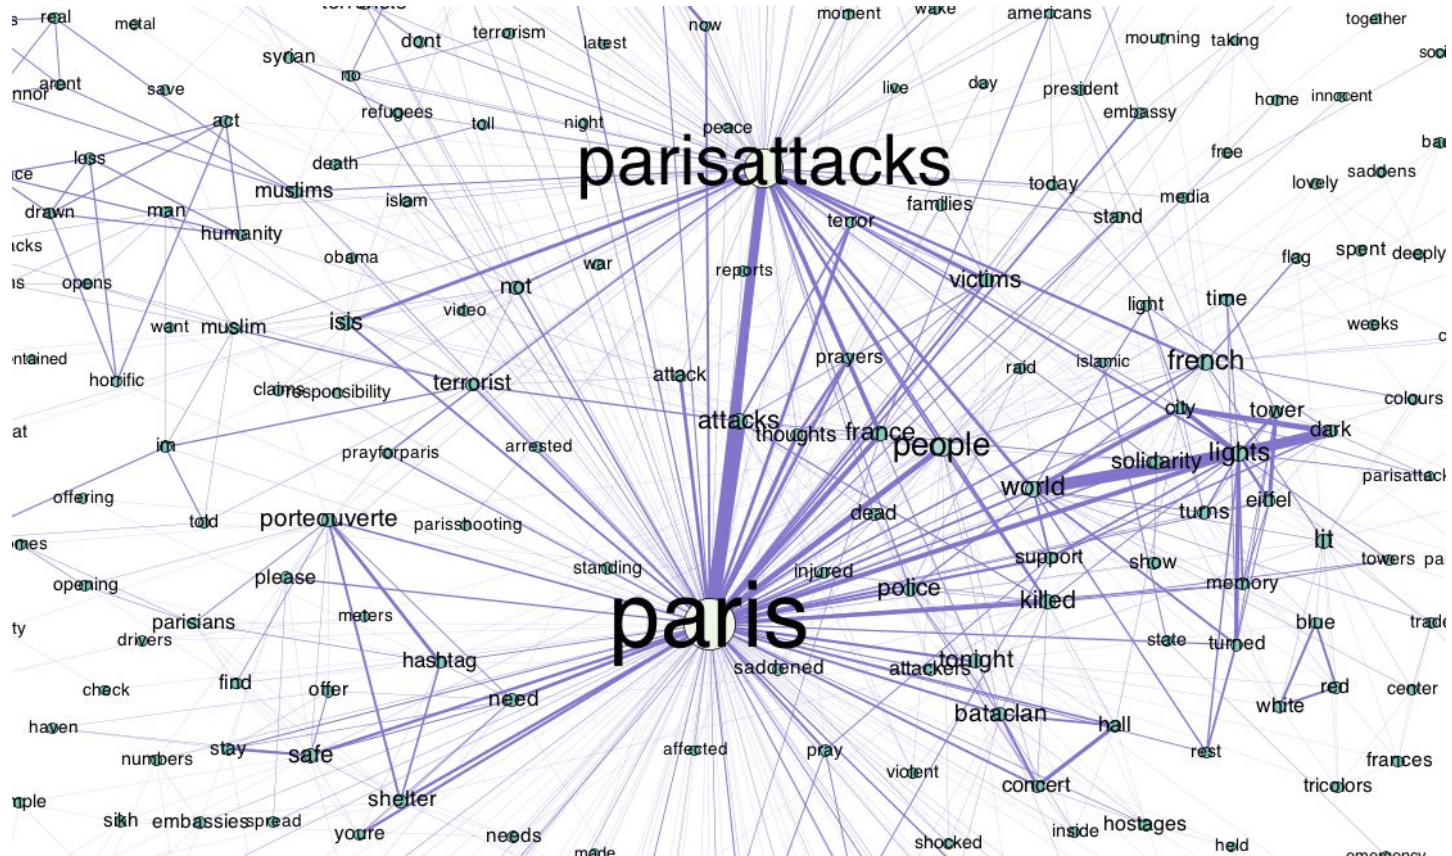 real
metal
terrorists
dont
terrorism
latest
now
moment
wake
americans
mourning
taking
together
syrian
no
arent
save
live
day
president
home
innocent
act
refugees
toll
night
peace
embassy
loss
death
parisattacks
free
saddens
muslims
islam
today
media
lovely
drawn
man
humanity
families
stand
terror
obama
war
reports
flag
spent
deeply
opens
not
victims
light
time
want
muslim
isis
video
weeks
horrific
claims
responsibility
terrorist
attack
prayers
raid
islamic
french
colours
attacks
thoughts
france
people
city
tower
dark
im
prayforparis
arrested
solidarity
lights
world
offering
told
porteouverte
parisshooting
dead
turns
eiffel
lit
opening
please
standing
injured
support
show
towers
police
killed
memory
parisians
drivers
meters
paris
state
turned
blue
hashtag
saddened
attackers
tonight
check
find
offer
need
red
center
white
haven
bataclan
hall
numbers
stay
safe
affected
pray
rest
frances
violent
shelter
concert
tricolors
sikh
embassies
spread
youre
needs
shocked
inside
hostages
held
made
emergency